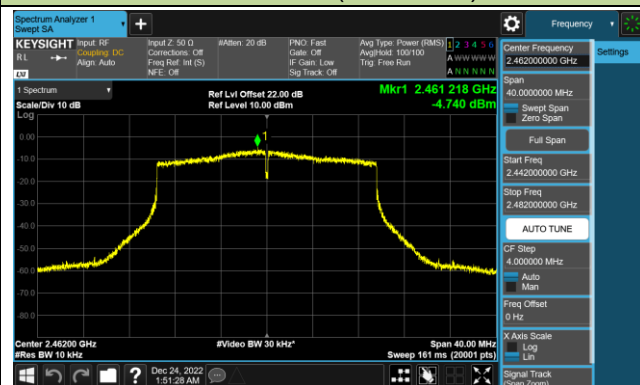 Spectrum Analyzer 1
Swept SA
Frequency
KEYSIGHT
Input: RF
Coupling: DC
Align: Auto
Input Z: 50 Ω
Corrections: Off
Freq Ref: Int (S)
NFE: Off
#Atten: 20 dB
PNO: Fast
Gate: Off
IF Gain: Low
Sig Track: Off
Avg Type: Power (RMS)
Avg|Hold: 100/100
Trig: Free Run
1 2 3 4 5 6
A W W W W W
A N N N N N
RL
LXI
1 Spectrum
Scale/Div 10 dB
Log
Ref Lvl Offset 22.00 dB
Ref Level 10.00 dBm
Mkr1 2.461 218 GHz
-4.740 dBm
1
0.00
-10.0
-20.0
-30.0
-40.0
-50.0
-60.0
-70.0
-80.0
Center 2.46200 GHz
#Res BW 10 kHz
#Video BW 30 kHz*
Span 40.00 MHz
Sweep 161 ms (20001 pts)
Dec 24, 2022
1:51:28 AM
Center Frequency
2.462000000 GHz
Settings
Span
40.0000000 MHz
Swept Span
Zero Span
Full Span
Start Freq
2.442000000 GHz
Stop Freq
2.482000000 GHz
AUTO TUNE
CF Step
4.000000 MHz
Auto
Man
Freq Offset
0 Hz
X Axis Scale
Log
Lin
Signal Track
(Span Zoom)